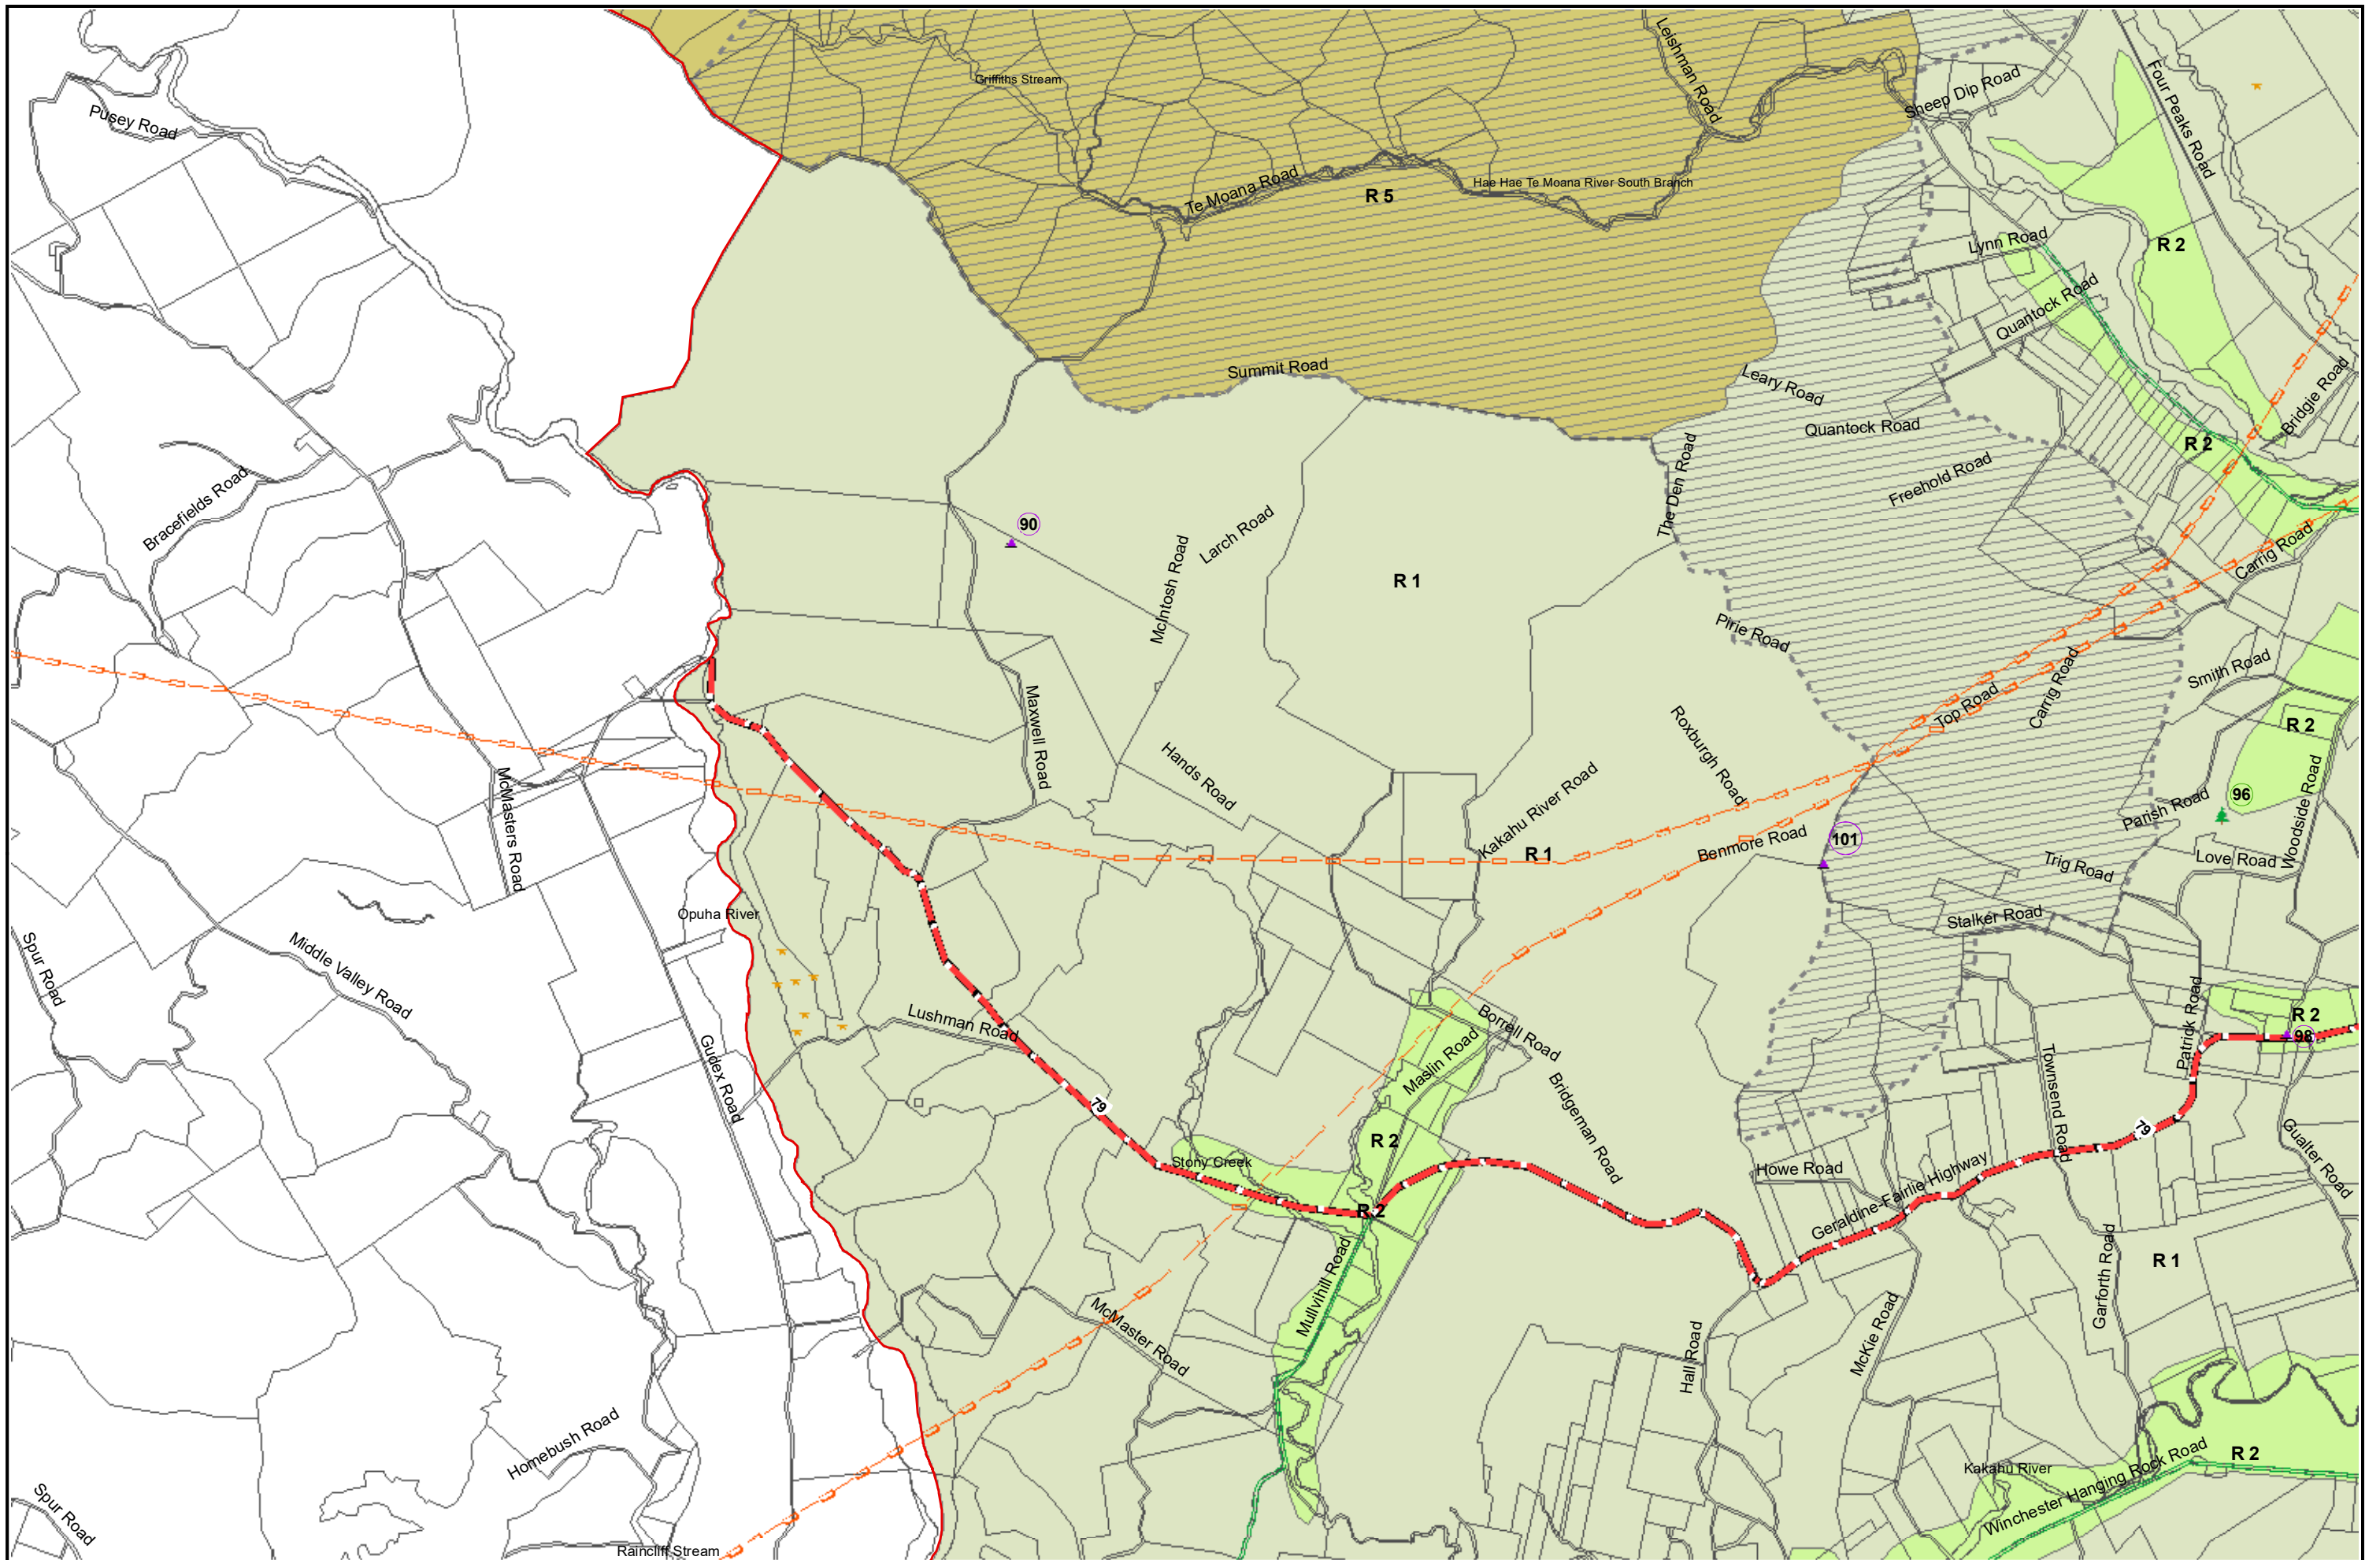 Griffiths Stream
Leishman Road
Sheep Dip Road
Four Peaks Road
Pusey Road
Te Moana Road
R 5
Hae Hae Te Moana River South Branch
Lynn Road
R 2
Quantock Road
Summit Road
Leary Road
Bridgie Road
Quantock Road
R 2
The Den Road
Freehold Road
Bracefields Road
90
Larch Road
McIntosh Road
R 1
Carrig Road
Pirie Road
Smith Road
Maxwell Road
Hands Road
Roxburgh Road
Top Road
Carrig Road
R 2
McMasters Road
Kakahu River Road
R 1
Benmore Road
101
96
Parish Road
Woodside Road
Love Road
Trig Road
Opuha River
Stalker Road
Spur Road
Middle Valley Road
Lushman Road
Borrell Road
Maslin Road
Patrick Road
R 2
98
Gudex Road
79
Bridgeman Road
Townsend Road
79
R 2
Stony Creek
Howe Road
Gualter Road
Geraldine-Fairlie Highway
R 2
Mullvihill Road
Garforth Road
R 1
McMaster Road
Hall Road
McKie Road
Homebush Road
Kakahu River
Winchester Hanging Rock Road
R 2
Spur Road
Raincliff Stream